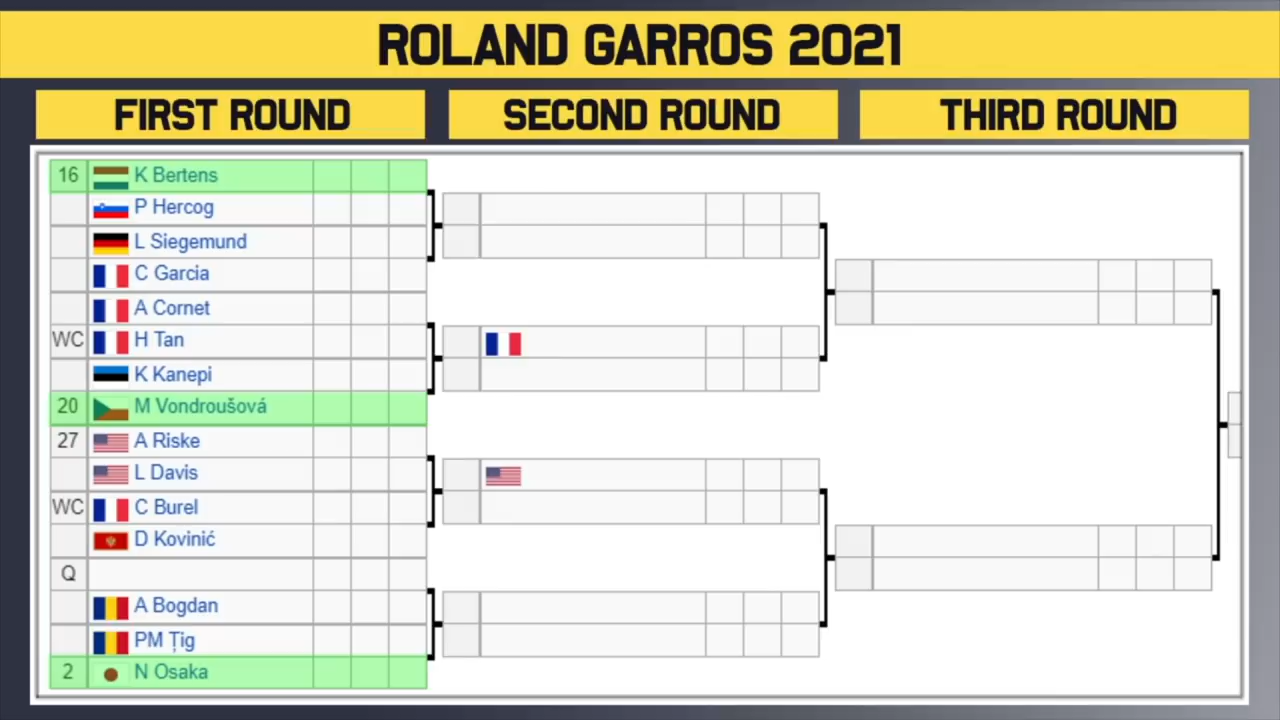 ROLAND GARROS 2021
FIRST ROUND
SECOND ROUND
THIRD ROUND
16 K Bertens
P Hercog
L Siegemund
C Garcia
A Cornet
WC H Tan
K Kanepi
20 M Vondroušová
27 A Riske
L Davis
WC C Burel
D Kovinić
Q
A Bogdan
PM Țig
2 N Osaka